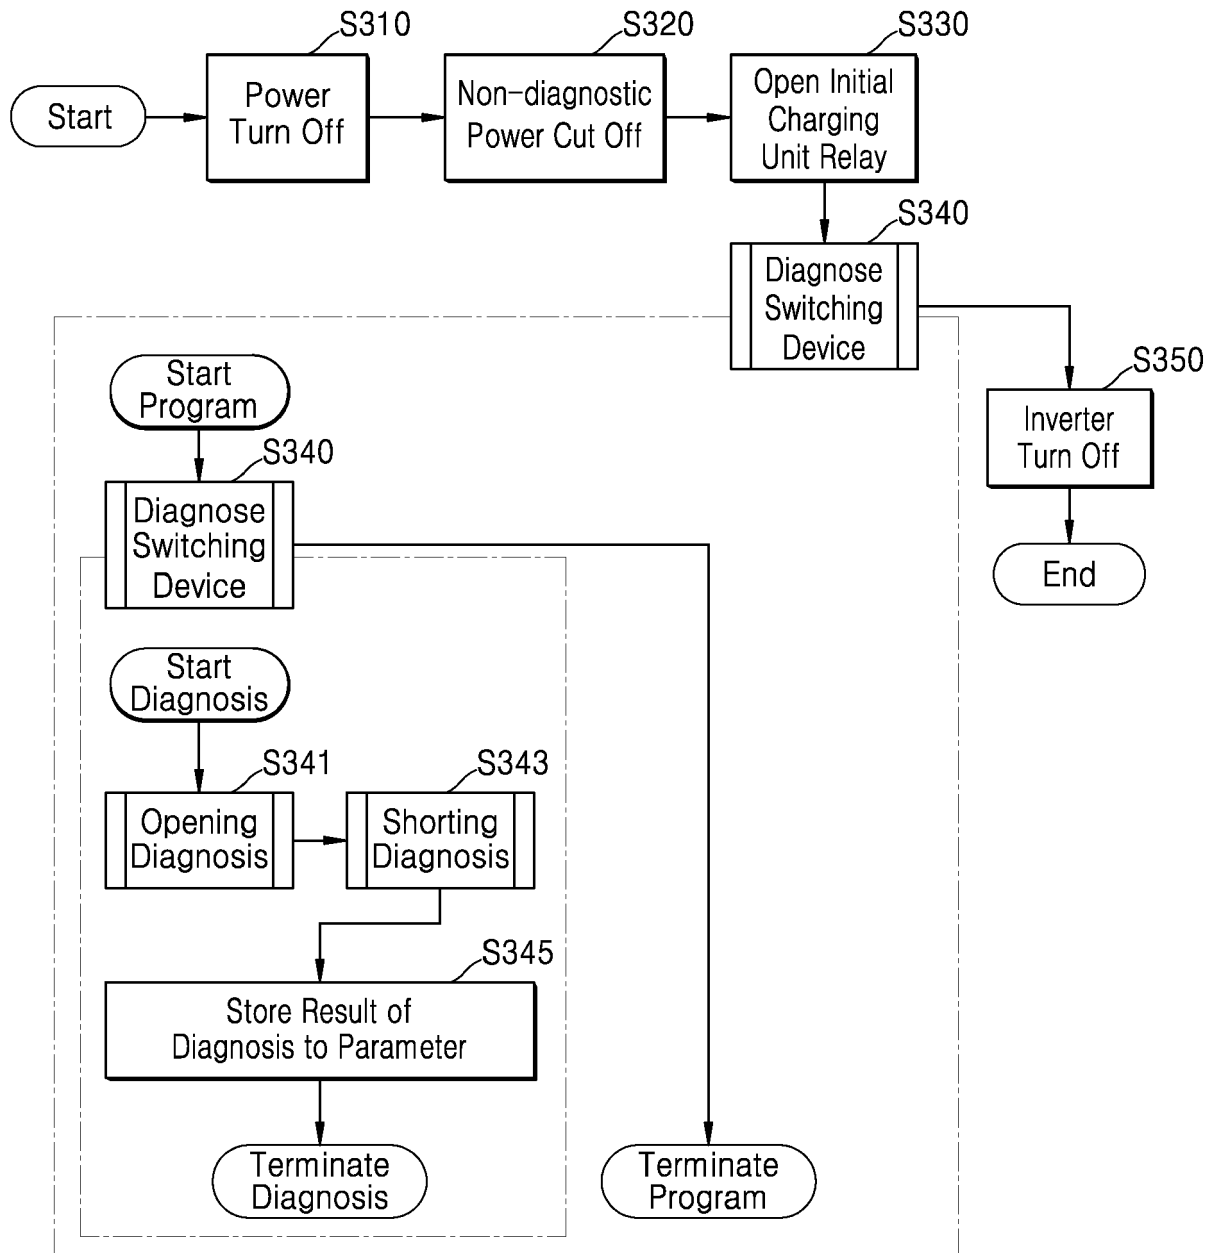 S310
S320
S330
Start
Power
Turn Off
Non-diagnostic
Power Cut Off
Open Initial
Charging
Unit Relay
S340
Diagnose
Switching
Device
S350
Inverter
Turn Off
End
Start
Program
S340
Diagnose
Switching
Device
Start
Diagnosis
S341
S343
Opening
Diagnosis
Shorting
Diagnosis
S345
Store Result of
Diagnosis to Parameter
Terminate
Diagnosis
Terminate
Program